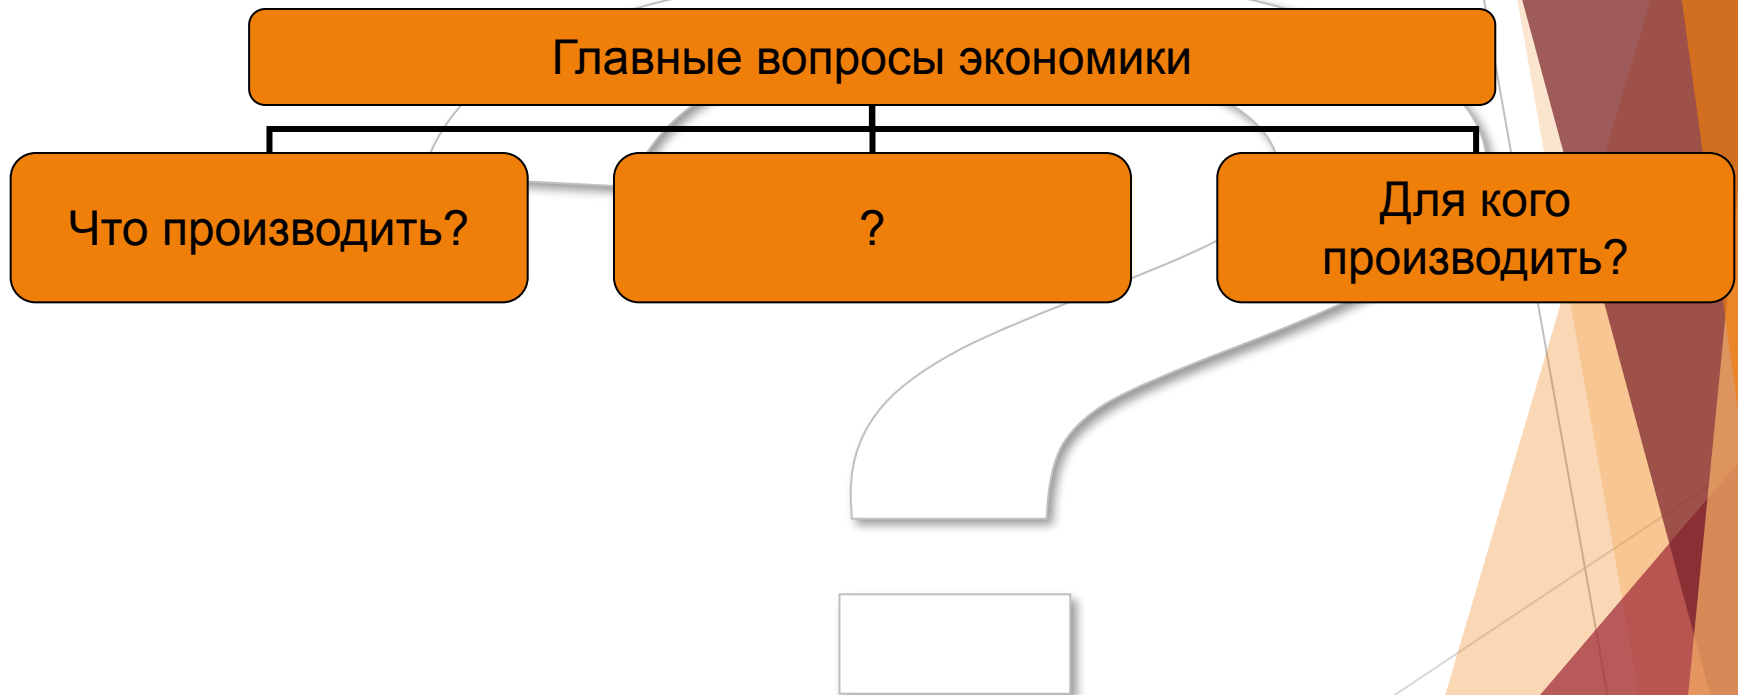 Главные вопросы экономики
Что производить?
?
Для кого
производить?